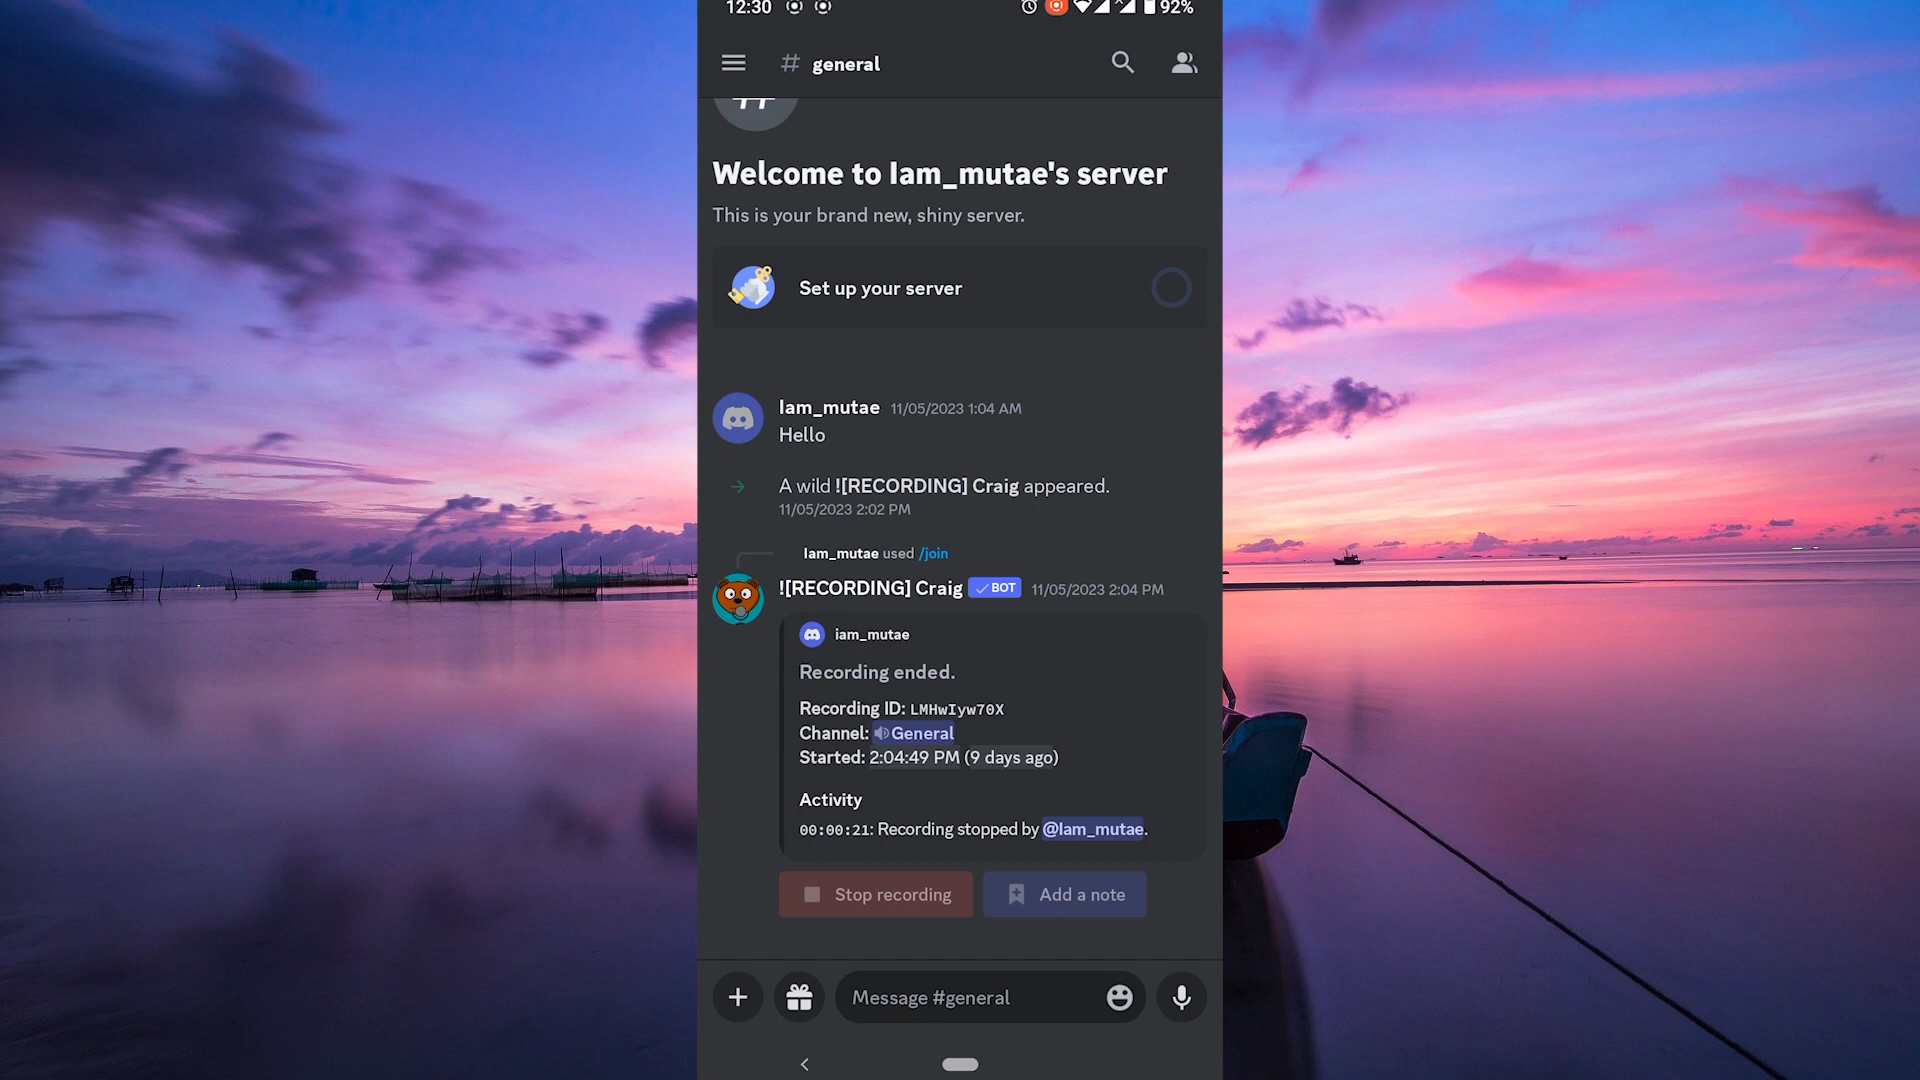 12:30 92%
# general
Welcome to Iam_mutae's server
This is your brand new, shiny server.
Set up your server
Iam_mutae 11/05/2023 1:04 AM
Hello
A wild ![RECORDING] Craig appeared.
11/05/2023 2:02 PM
Iam_mutae used /join
![RECORDING] Craig BOT 11/05/2023 2:04 PM
iam_mutae
Recording ended.
Recording ID: LMHwIyw70X
Channel: General
Started: 2:04:49 PM (9 days ago)
Activity
00:00:21: Recording stopped by @Iam_mutae.
Stop recording Add a note
Message #general